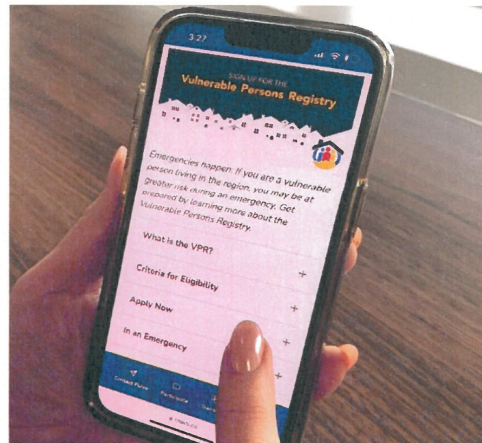 3:27
SIGN UP FOR THE
Vulnerable Persons Registry
Emergencies happen. If you are a vulnerable
person living in the region, you may be at
greater risk during an emergency. Get
prepared by learning more about the
Vulnerable Persons Registry.
What is the VPR?
+
Criteria for Eligibility
+
Apply Now
+
In an Emergency
+
Participate